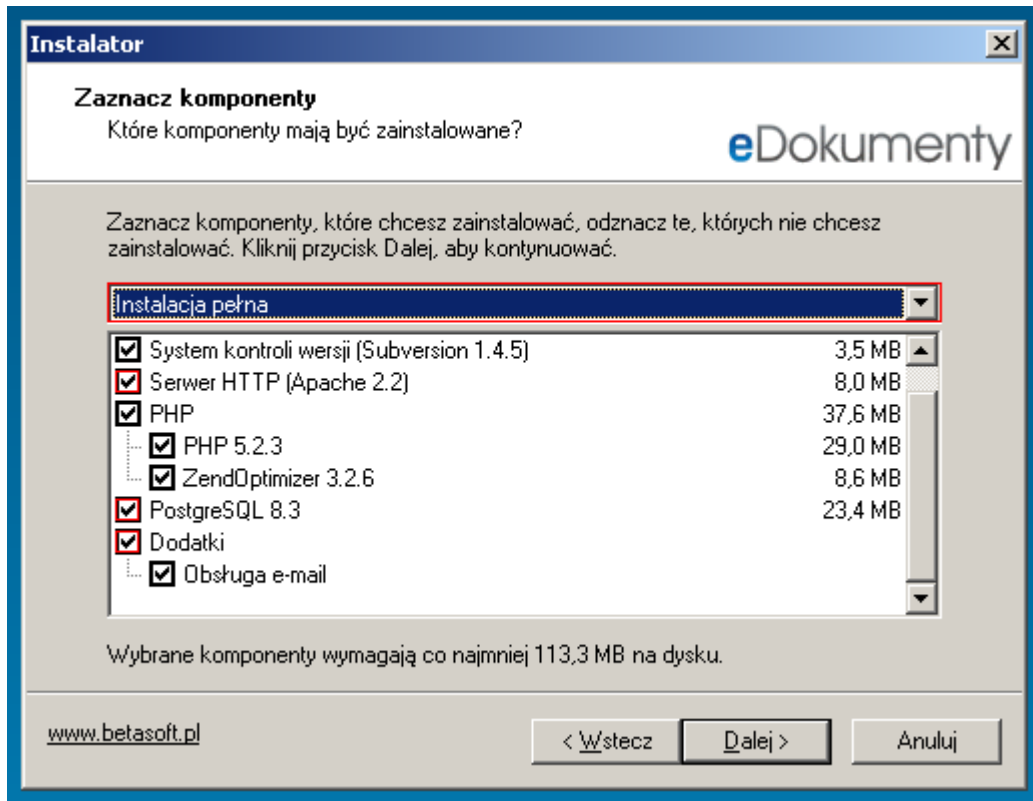 Instalator
Zaznacz komponenty
Które komponenty mają być zainstalowane?
eDokumenty
Zaznacz komponenty, które chcesz zainstalować, odznacz te, których nie chcesz
zainstalować. Kliknij przycisk Dalej, aby kontynuować.
Instalacja pełna
System kontroli wersji (Subversion 1.4.5) 3,5 MB
Serwer HTTP (Apache 2.2) 8,0 MB
PHP 37,6 MB
PHP 5.2.3 29,0 MB
ZendOptimizer 3.2.6 8,6 MB
PostgreSQL 8.3 23,4 MB
Dodatki
Obsługa e-mail
Wybrane komponenty wymagają co najmniej 113,3 MB na dysku.
www.betasoft.pl < Wstecz Dalej > Anuluj